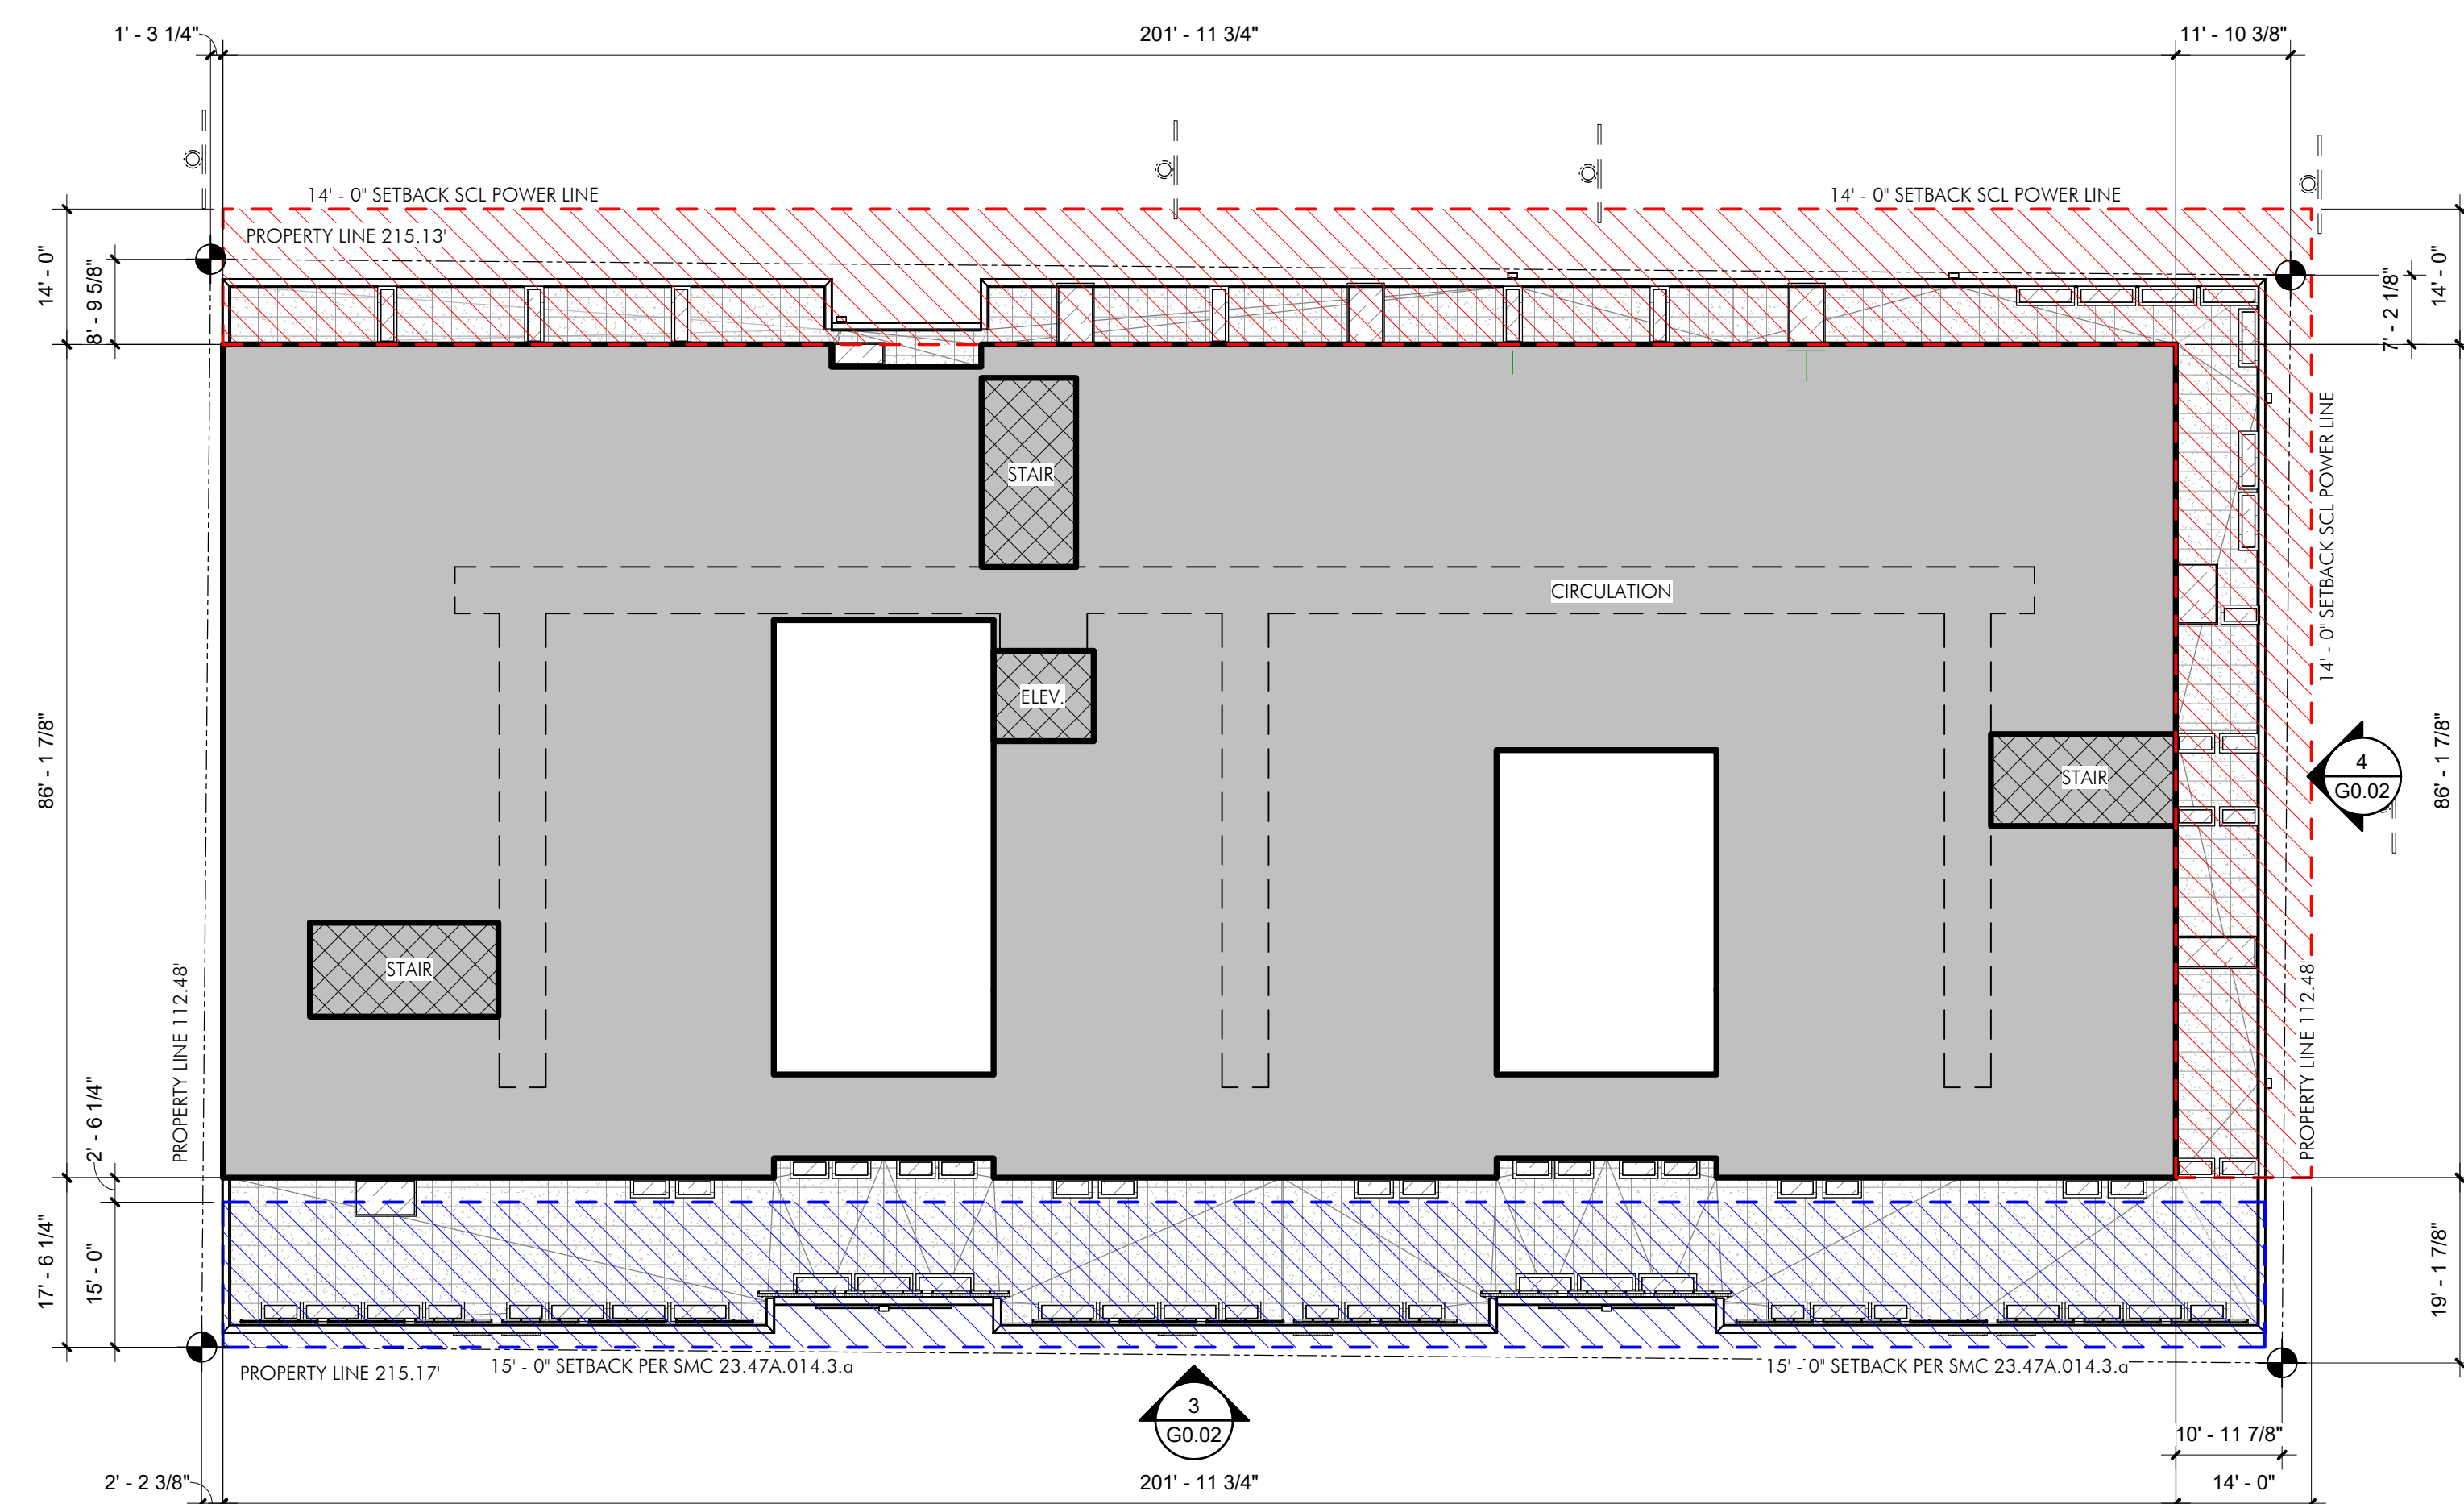 1' - 3 1/4"
201' - 11 3/4"
11' - 10 3/8"
14' - 0" SETBACK SCL POWER LINE
14' - 0" SETBACK SCL POWER LINE
PROPERTY LINE 215.13'
14' - 0"
8' - 9 5/8"
7' - 2 1/8"
14' - 0"
STAIR
CIRCULATION
14' - 0" SETBACK SCL POWER LINE
ELEV.
86' - 1 7/8"
STAIR
4
G0.02
86' - 1 7/8"
STAIR
PROPERTY LINE 112.48'
PROPERTY LINE 112.48'
2' - 6 1/4"
17' - 6 1/4"
15' - 0"
19' - 1 7/8"
PROPERTY LINE 215.17'
15' - 0" SETBACK PER SMC 23.47A.014.3.a
15' - 0" SETBACK PER SMC 23.47A.014.3.a
3
G0.02
10' - 11 7/8"
2' - 2 3/8"
201' - 11 3/4"
14' - 0"